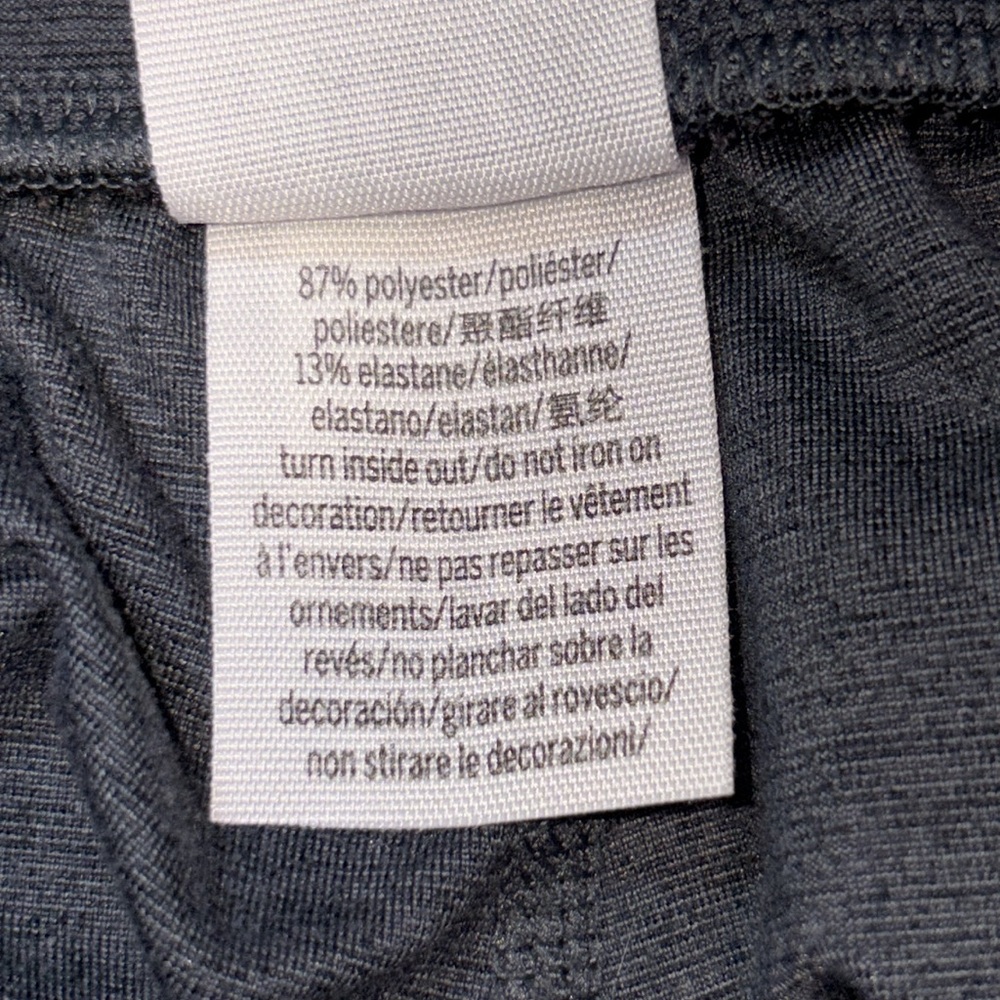 87% polyester/poliéster/
poliestere/聚酯纤维
13% elastane/élasthanne/
elastano/elastan/氨纶
turn inside out/do not iron on
decoration/retourner le vêtement
à l'envers/ne pas repasser sur les
ornements/lavar del lado del
revés/no planchar sobre la
decoración/girare al rovescio/
non stirare le decorazioni/